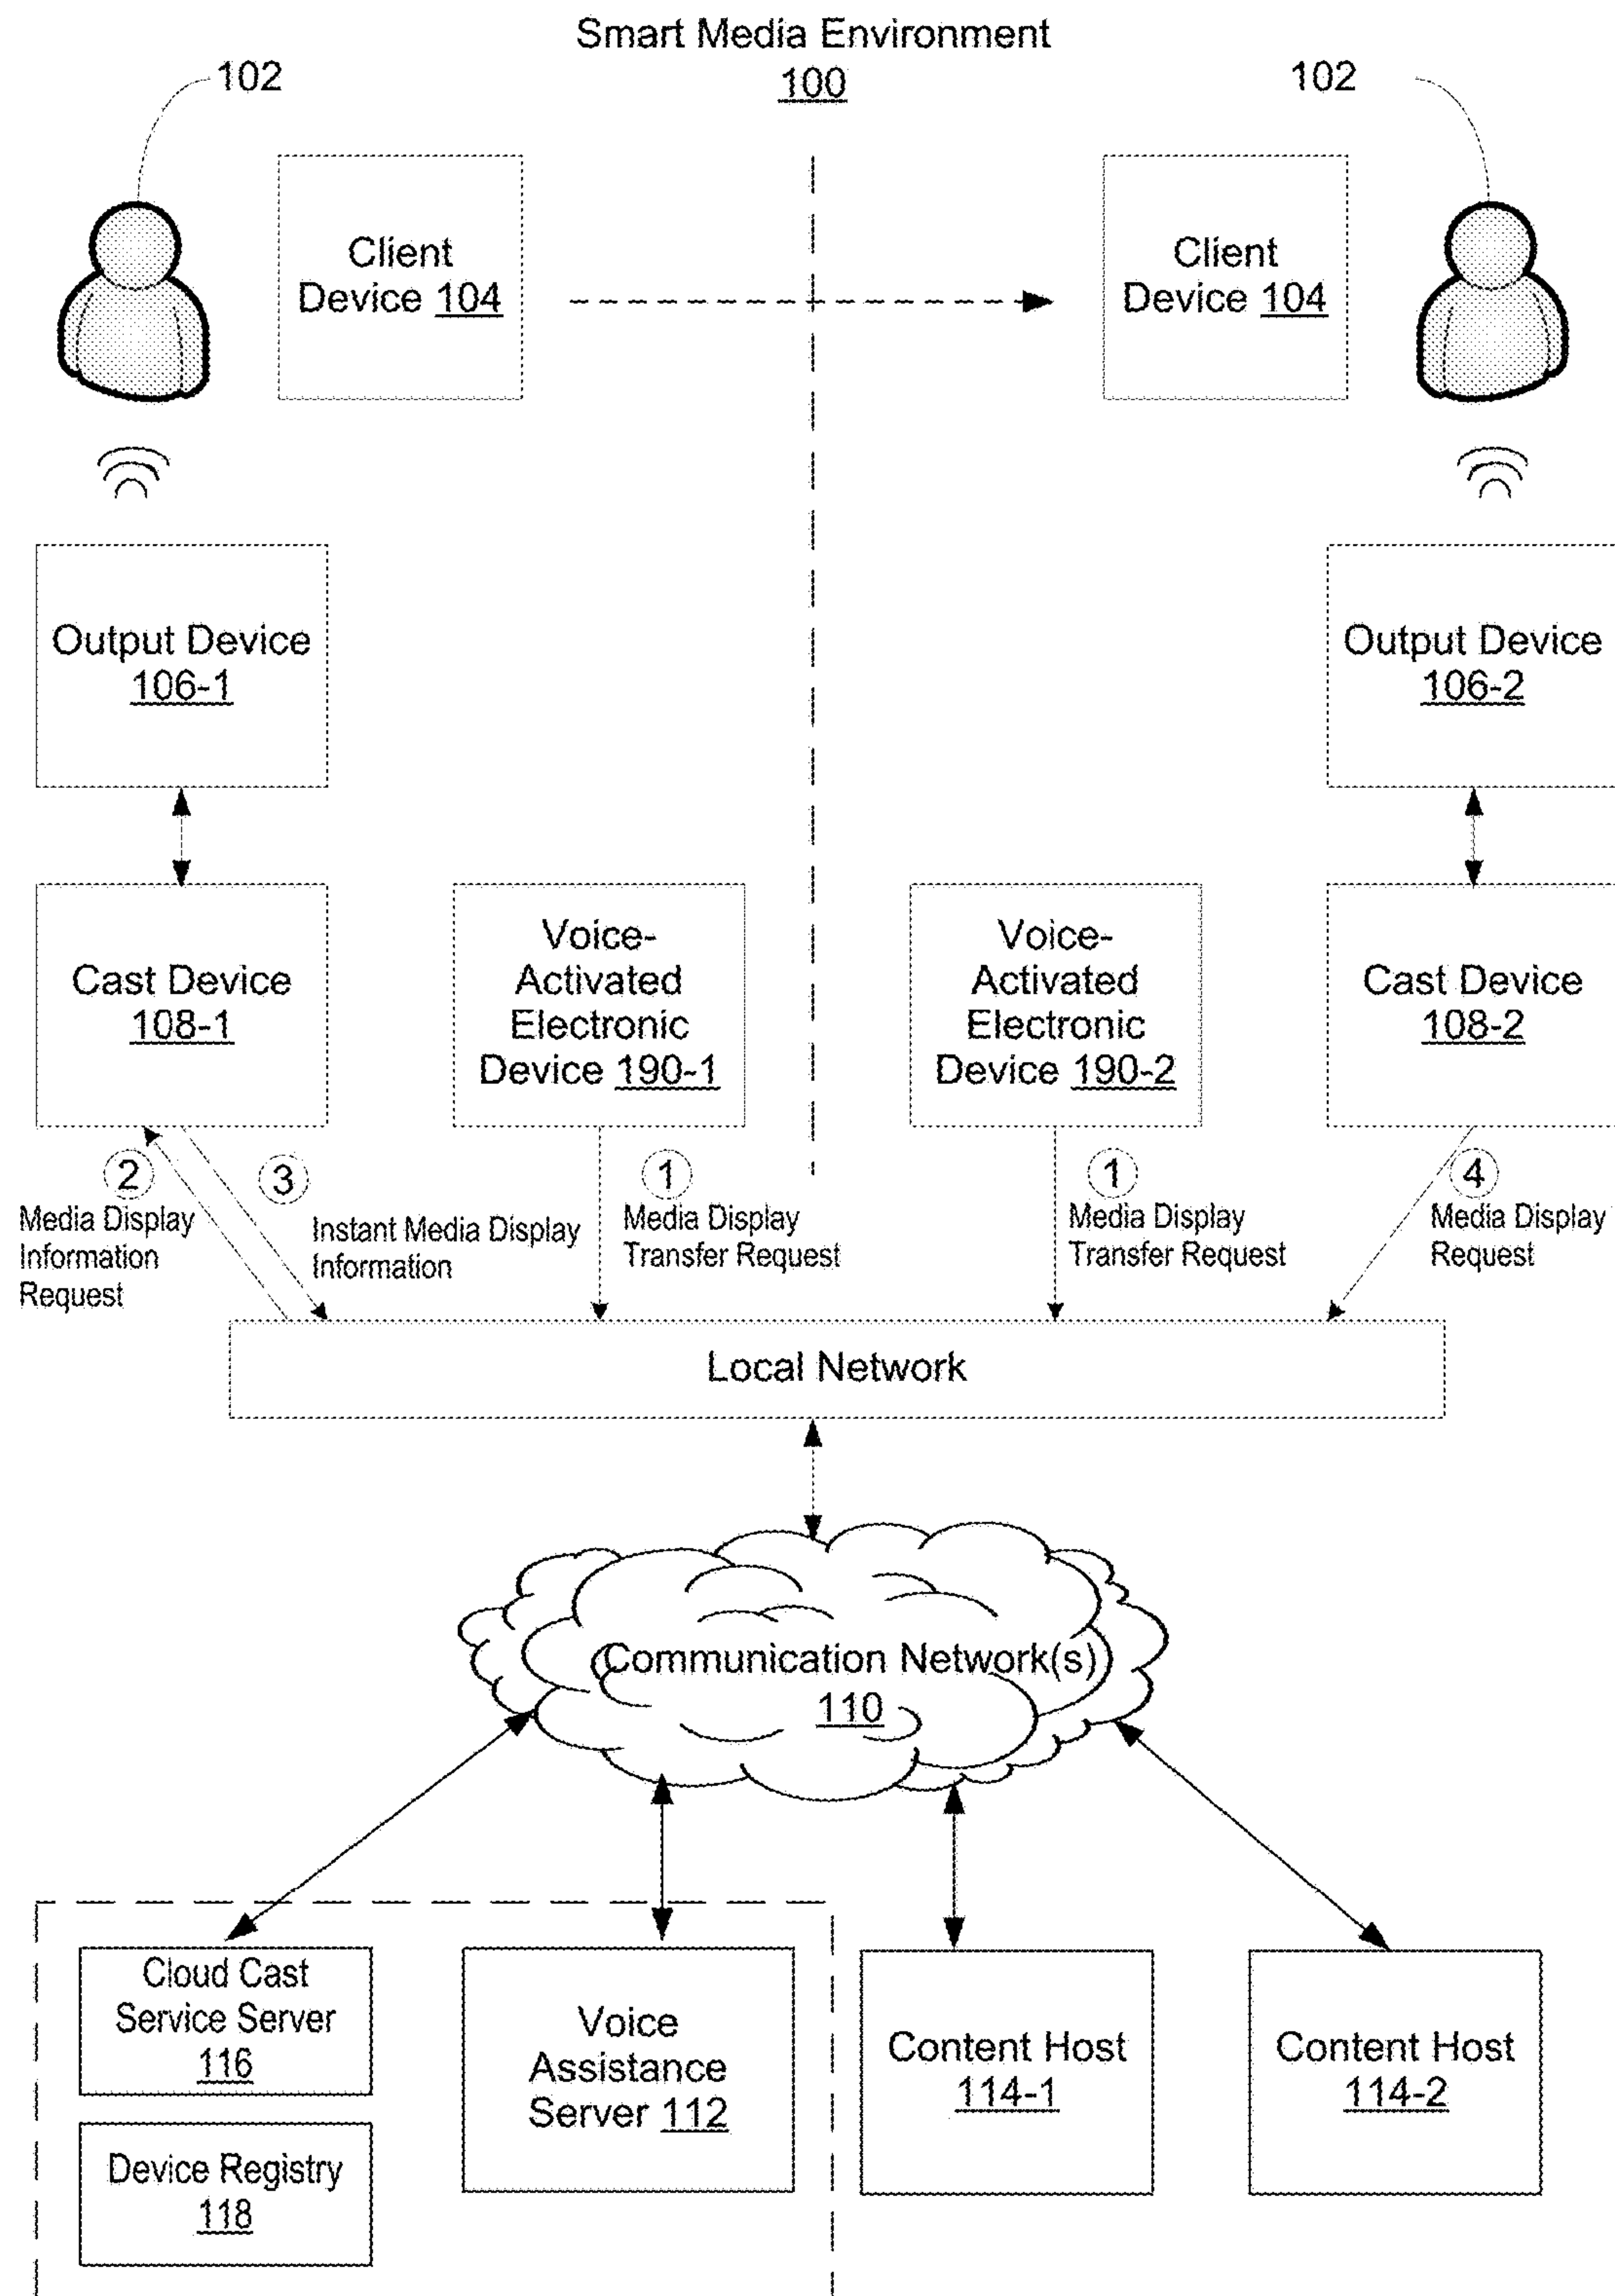 Smart Media Environment
100
102
102
Client
Device 104
Client
Device 104
Output Device
106-1
Output Device
106-2
Cast Device
108-1
Voice-
Activated
Electronic
Device 190-1
Voice-
Activated
Electronic
Device 190-2
Cast Device
108-2
2
Media Display
Information
Request
3
Instant Media Display
Information
1
Media Display
Transfer Request
1
Media Display
Transfer Request
4
Media Display
Request
Local Network
Communication Network(s)
110
Cloud Cast
Service Server
116
Device Registry
118
Voice
Assistance
Server 112
Content Host
114-1
Content Host
114-2